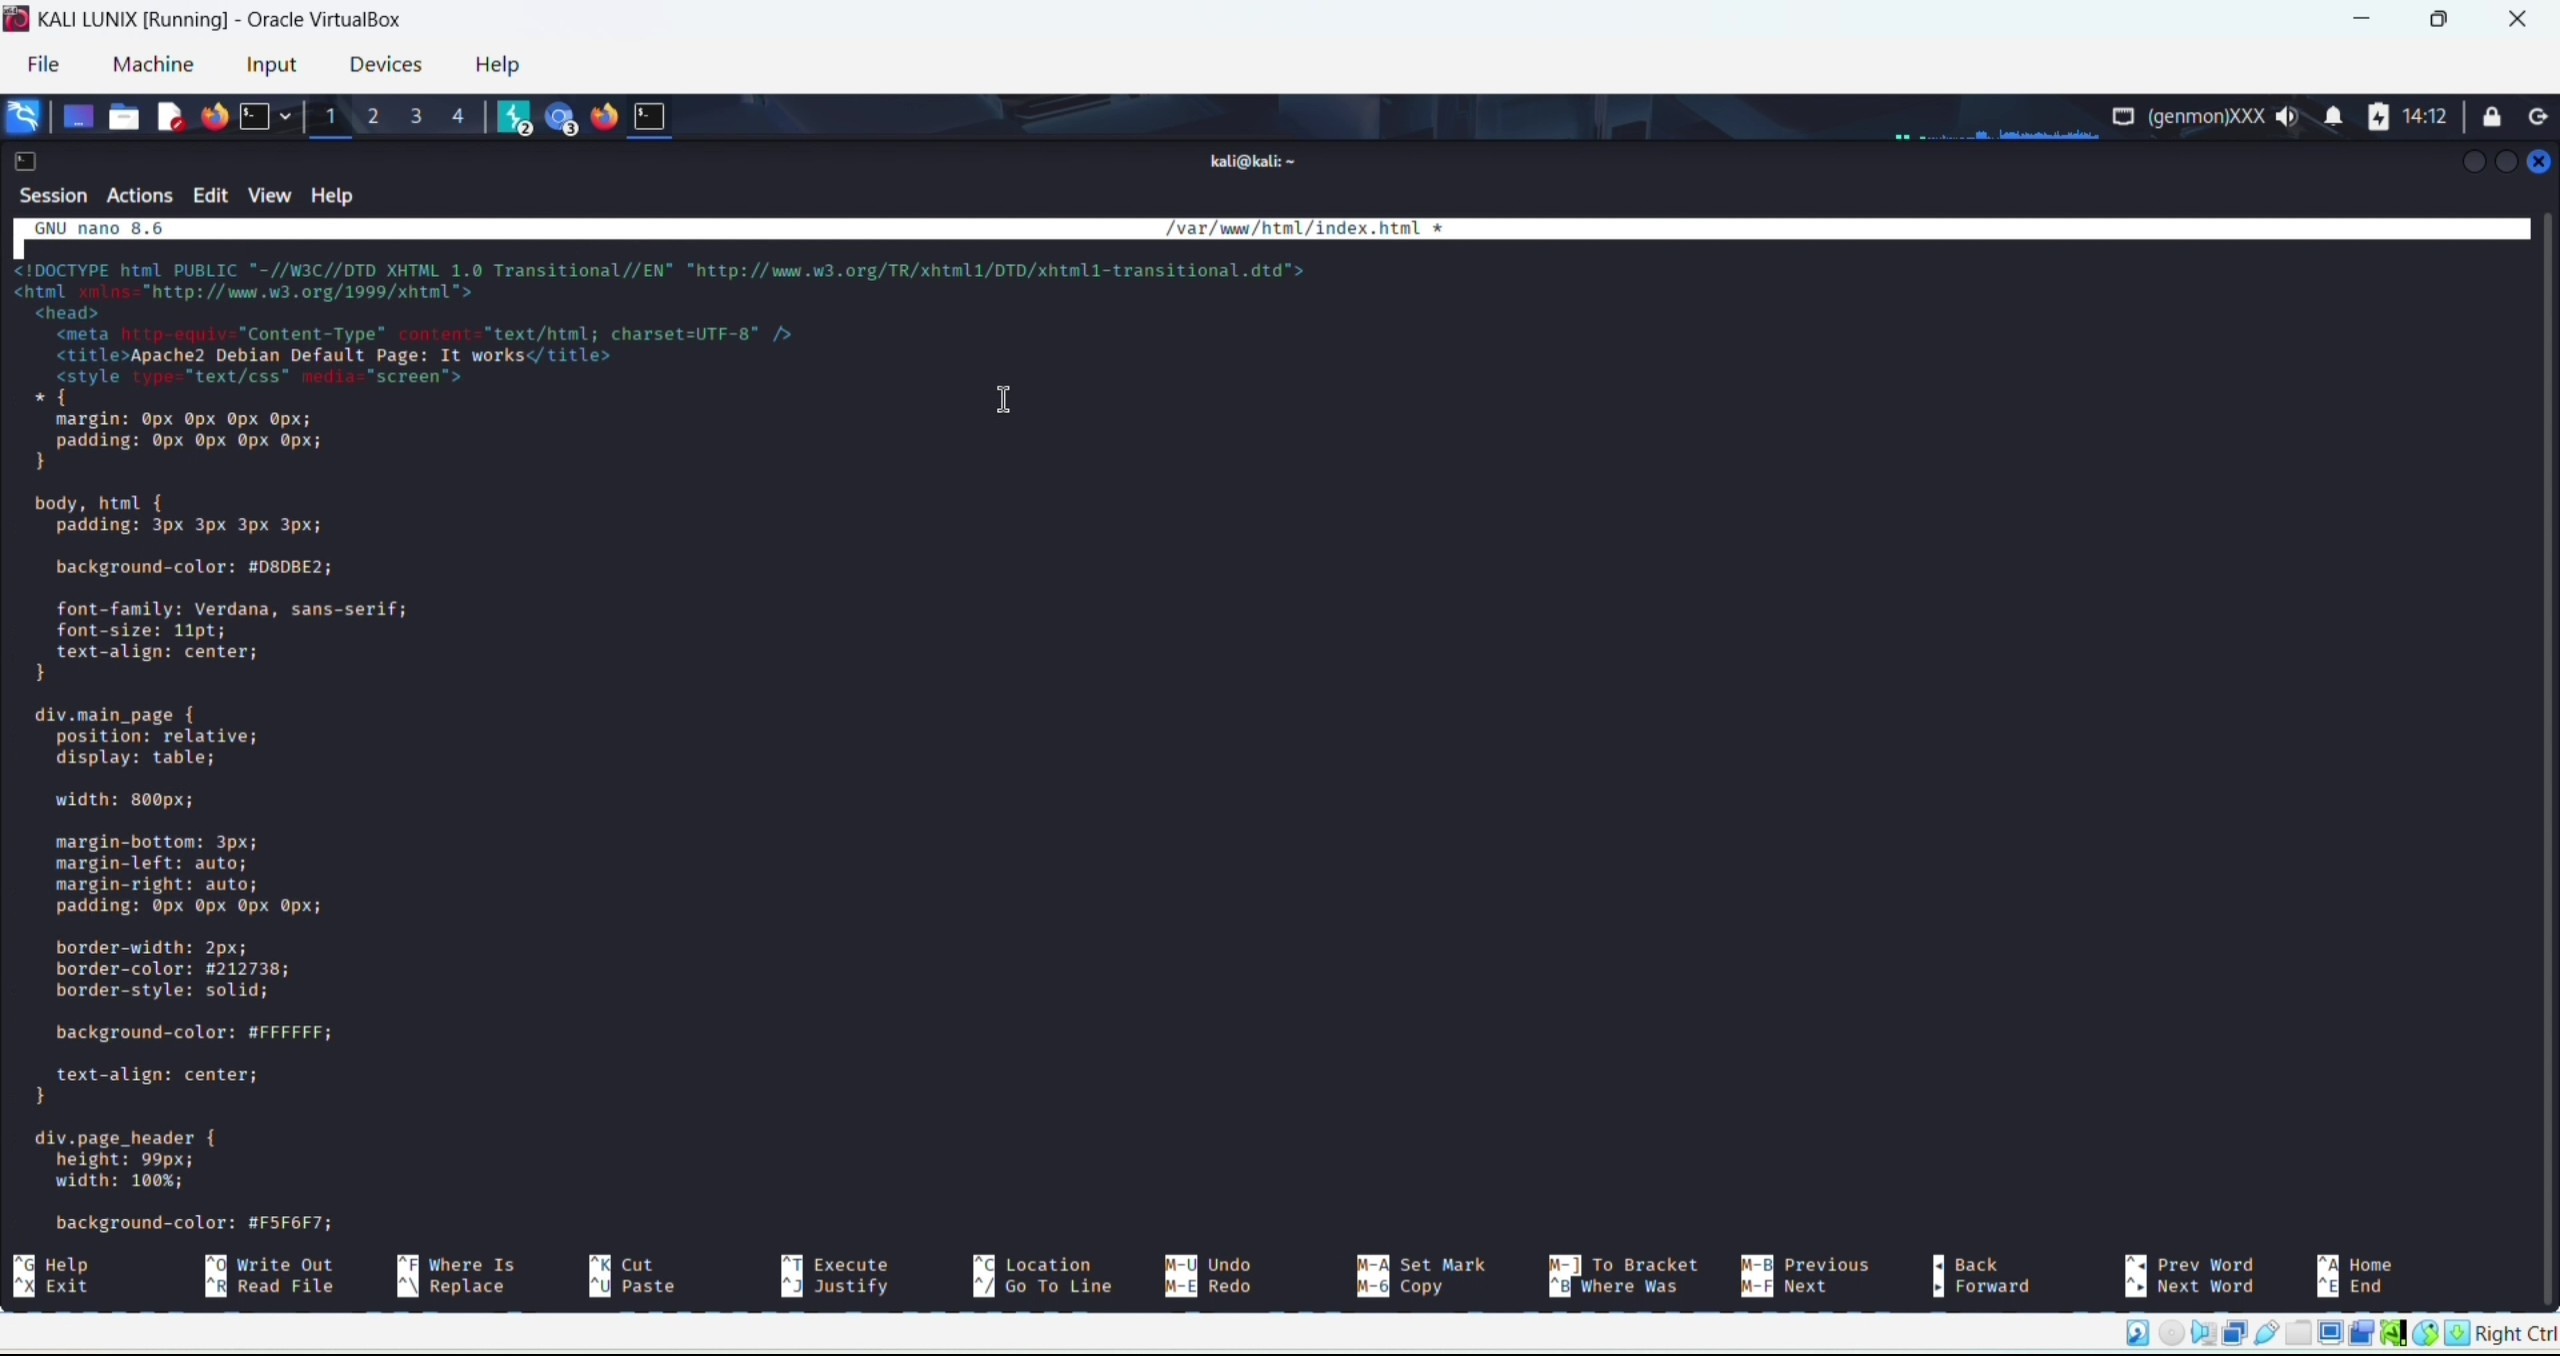 KALI LUNIX [Running] - Oracle VirtualBox
File Machine Input Devices Help
1 2 3 4 2 3 (genmon)XXX 14:12
kali@kali: ~
Session Actions Edit View Help
GNU nano 8.6 /var/www/html/index.html *
<!DOCTYPE html PUBLIC "-//W3C//DTD XHTML 1.0 Transitional//EN" "http://www.w3.org/TR/xhtml1/DTD/xhtml1-transitional.dtd">
<html xmlns="http://www.w3.org/1999/xhtml">
  <head>
    <meta http-equiv="Content-Type" content="text/html; charset=UTF-8" />
    <title>Apache2 Debian Default Page: It works</title>
    <style type="text/css" media="screen">
  * {
    margin: 0px 0px 0px 0px;
    padding: 0px 0px 0px 0px;
  }
  body, html {
    padding: 3px 3px 3px 3px;
    background-color: #D8DBE2;
    font-family: Verdana, sans-serif;
    font-size: 11pt;
    text-align: center;
  }
  div.main_page {
    position: relative;
    display: table;
    width: 800px;
    margin-bottom: 3px;
    margin-left: auto;
    margin-right: auto;
    padding: 0px 0px 0px 0px;
    border-width: 2px;
    border-color: #212738;
    border-style: solid;
    background-color: #FFFFFF;
    text-align: center;
  }
  div.page_header {
    height: 99px;
    width: 100%;
    background-color: #F5F6F7;
^G Help ^O Write Out ^F Where Is ^K Cut ^T Execute ^C Location M-U Undo M-A Set Mark M-] To Bracket M-B Previous ◂ Back ^◂ Prev Word ^A Home
^X Exit ^R Read File ^\ Replace ^U Paste ^J Justify ^/ Go To Line M-E Redo M-6 Copy ^B Where Was M-F Next ▸ Forward ^▸ Next Word ^E End
Right Ctrl